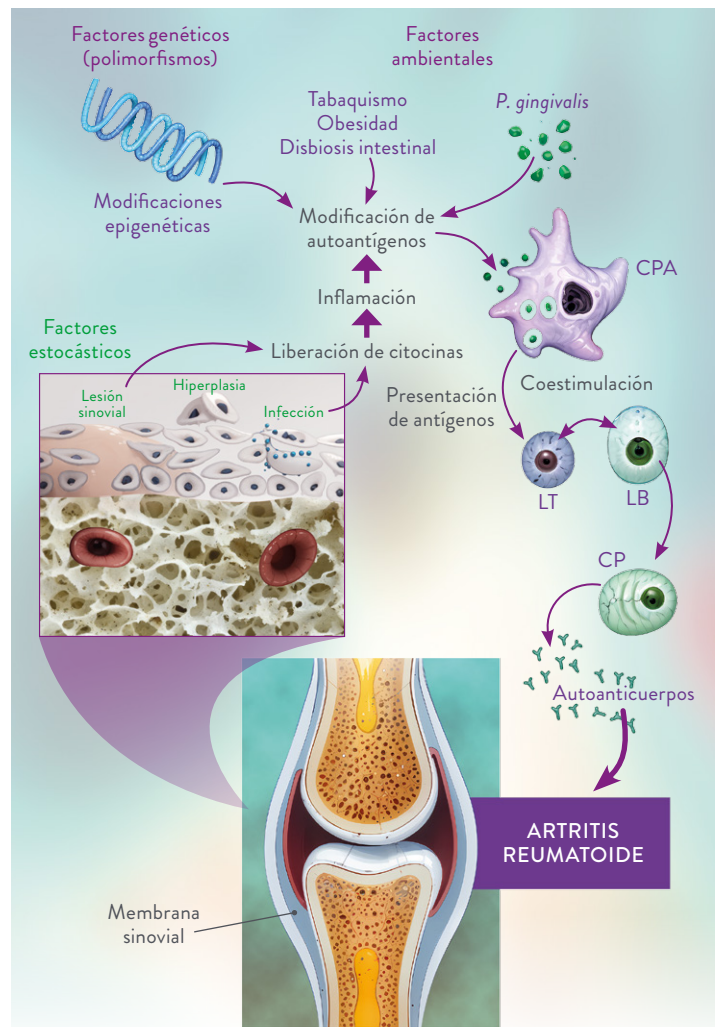 Factores genéticos
(polimorfismos)
Factores
ambientales
Tabaquismo
Obesidad
Disbiosis intestinal
P. gingivalis
Modificaciones
epigenéticas
Modificación de
autoantígenos
CPA
Inflamación
Factores
estocásticos
Liberación de citocinas
Lesión
sinovial
Hiperplasia
Infección
Presentación
de antígenos
Coestimulación
LT
LB
CP
Autoanticuerpos
ARTRITIS
REUMATOIDE
Membrana
sinovial